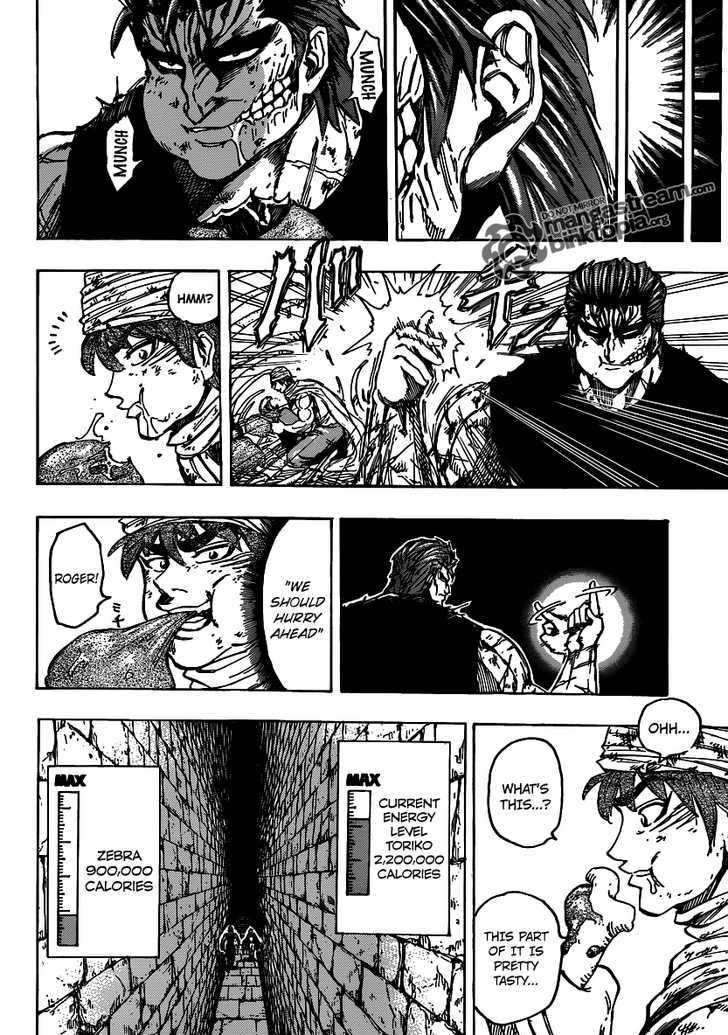 MUNCH
MUNCH
DO NOT MIRROR
mangastream.com
binktopia.org
HMM?
"WE
SHOULD
HURRY
AHEAD"
ROGER!
MAX
CURRENT
ENERGY
LEVEL
TORIKO
2,200,000
CALORIES
MAX
ZEBRA
900,000
CALORIES
OHH...
WHAT'S
THIS...?
THIS PART
OF IT IS
PRETTY
TASTY...